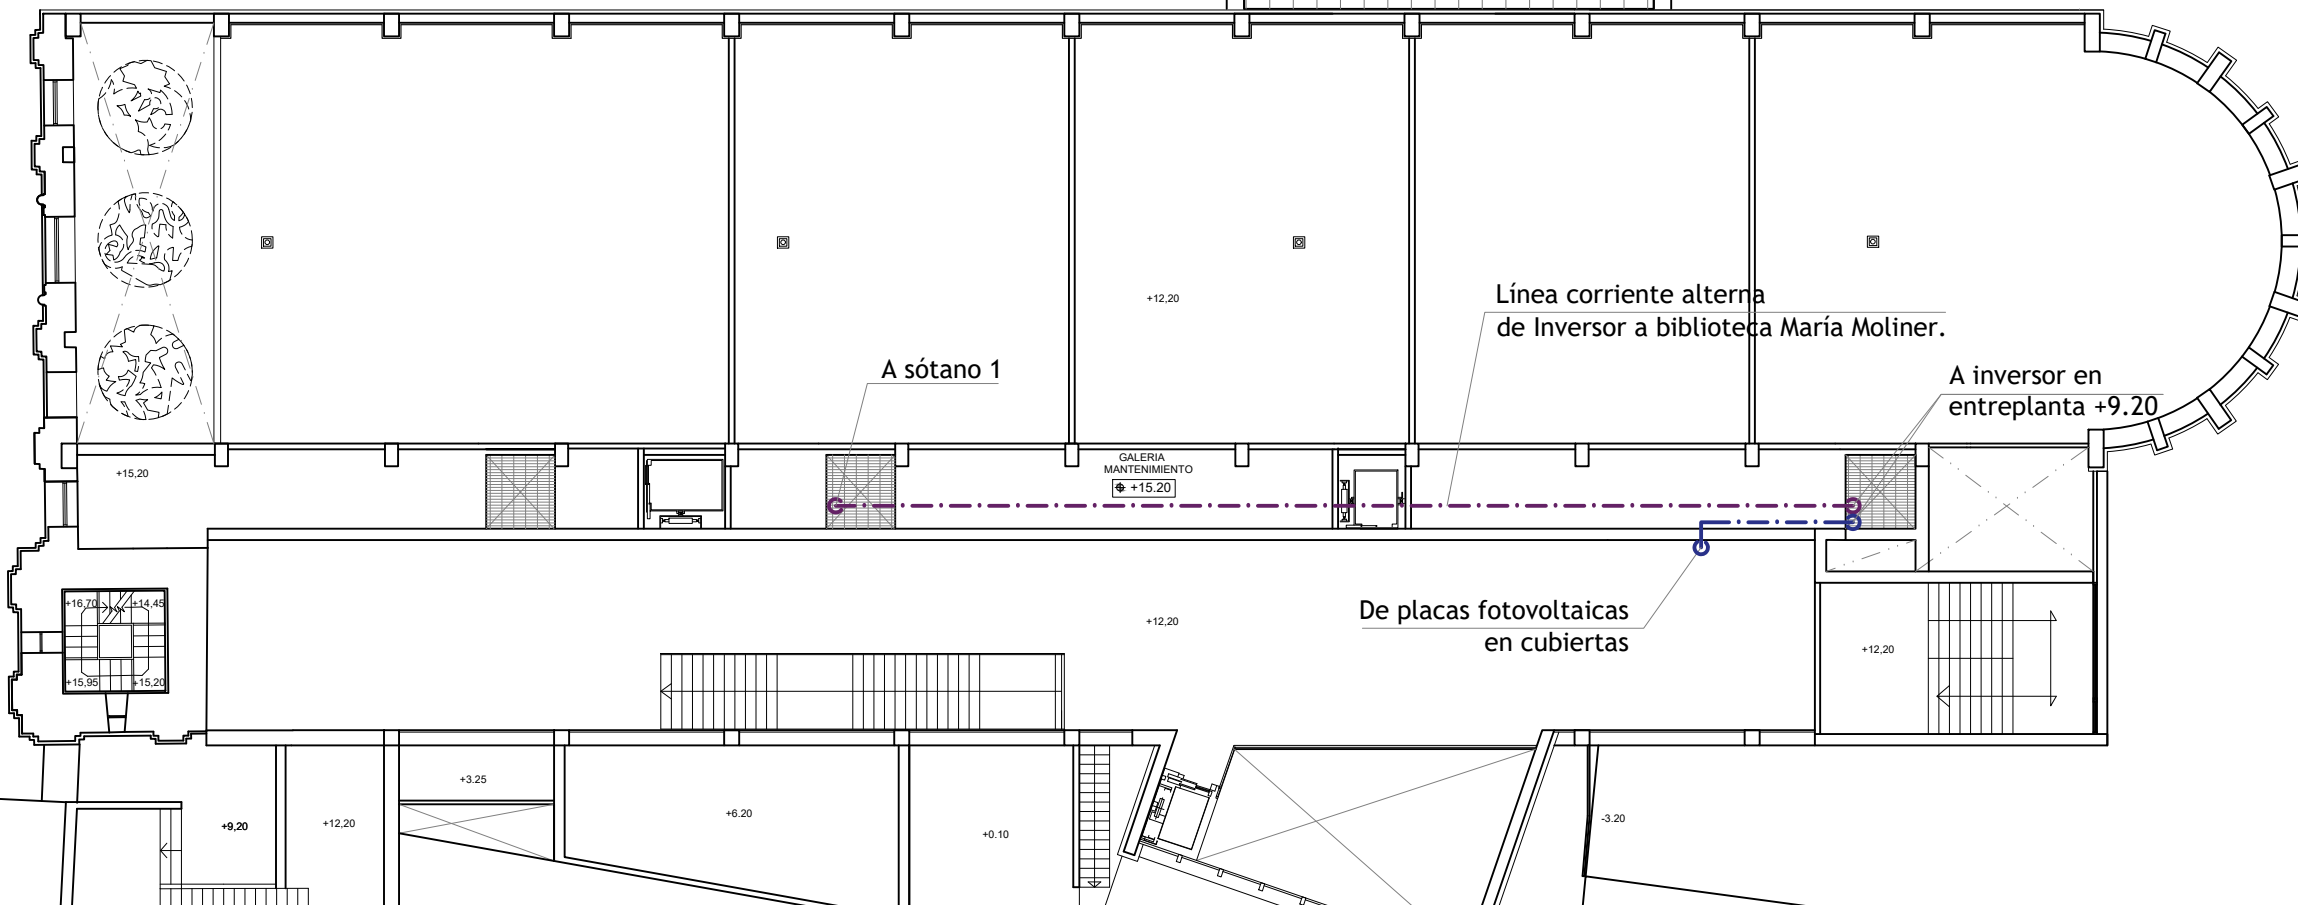 +12,20
Línea corriente alterna
de Inversor a biblioteca María Moliner.
A sótano 1
A inversor en
entreplanta +9.20
+15,20
GALERIA
MANTENIMIENTO
+15.20
De placas fotovoltaicas
en cubiertas
+16,70
+14,45
+15,95
+15,20
+12,20
+12,20
+3.25
+6.20
+9,20
+12,20
+0.10
-3.20